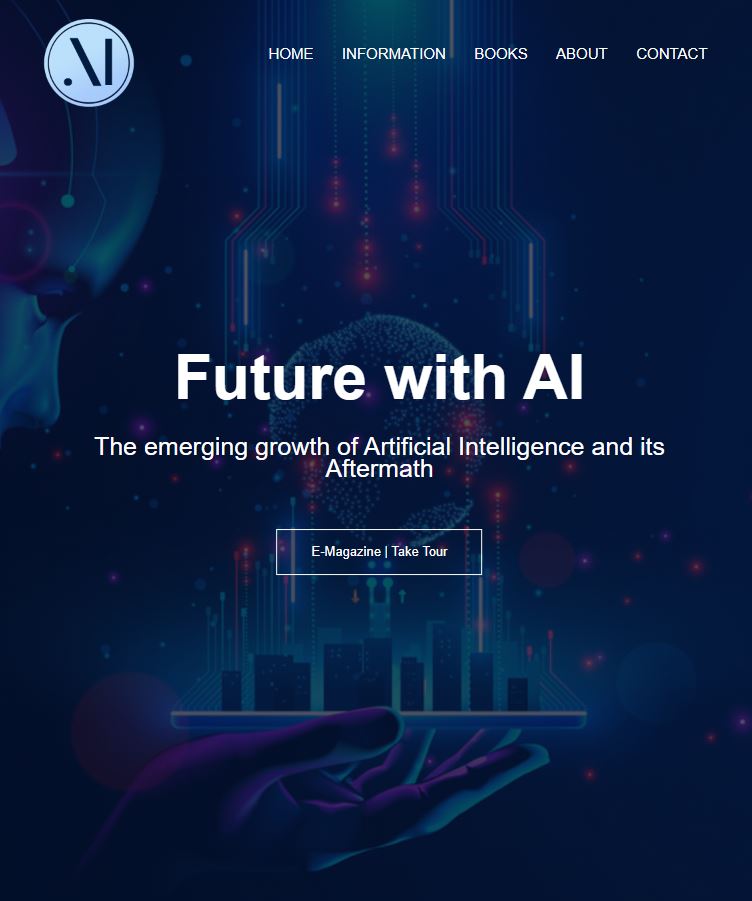 .AI
HOME INFORMATION BOOKS ABOUT CONTACT
Future with AI
The emerging growth of Artificial Intelligence and its
Aftermath
E-Magazine | Take Tour